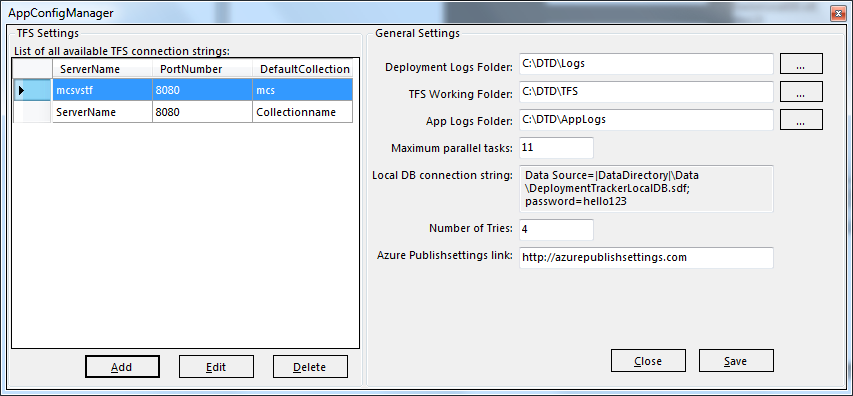 AppConfigManager
TFS Settings
List of all available TFS connection strings:
ServerName PortNumber DefaultCollection
mcsvstf 8080 mcs
ServerName 8080 Collectionname
Add Edit Delete
General Settings
Deployment Logs Folder: C:\DTD\Logs ...
TFS Working Folder: C:\DTD\TFS ...
App Logs Folder: C:\DTD\AppLogs ...
Maximum parallel tasks: 11
Local DB connection string: Data Source=|DataDirectory|\Data
\DeploymentTrackerLocalDB.sdf;
password=hello123
Number of Tries: 4
Azure Publishsettings link: http://azurepublishsettings.com
Close Save